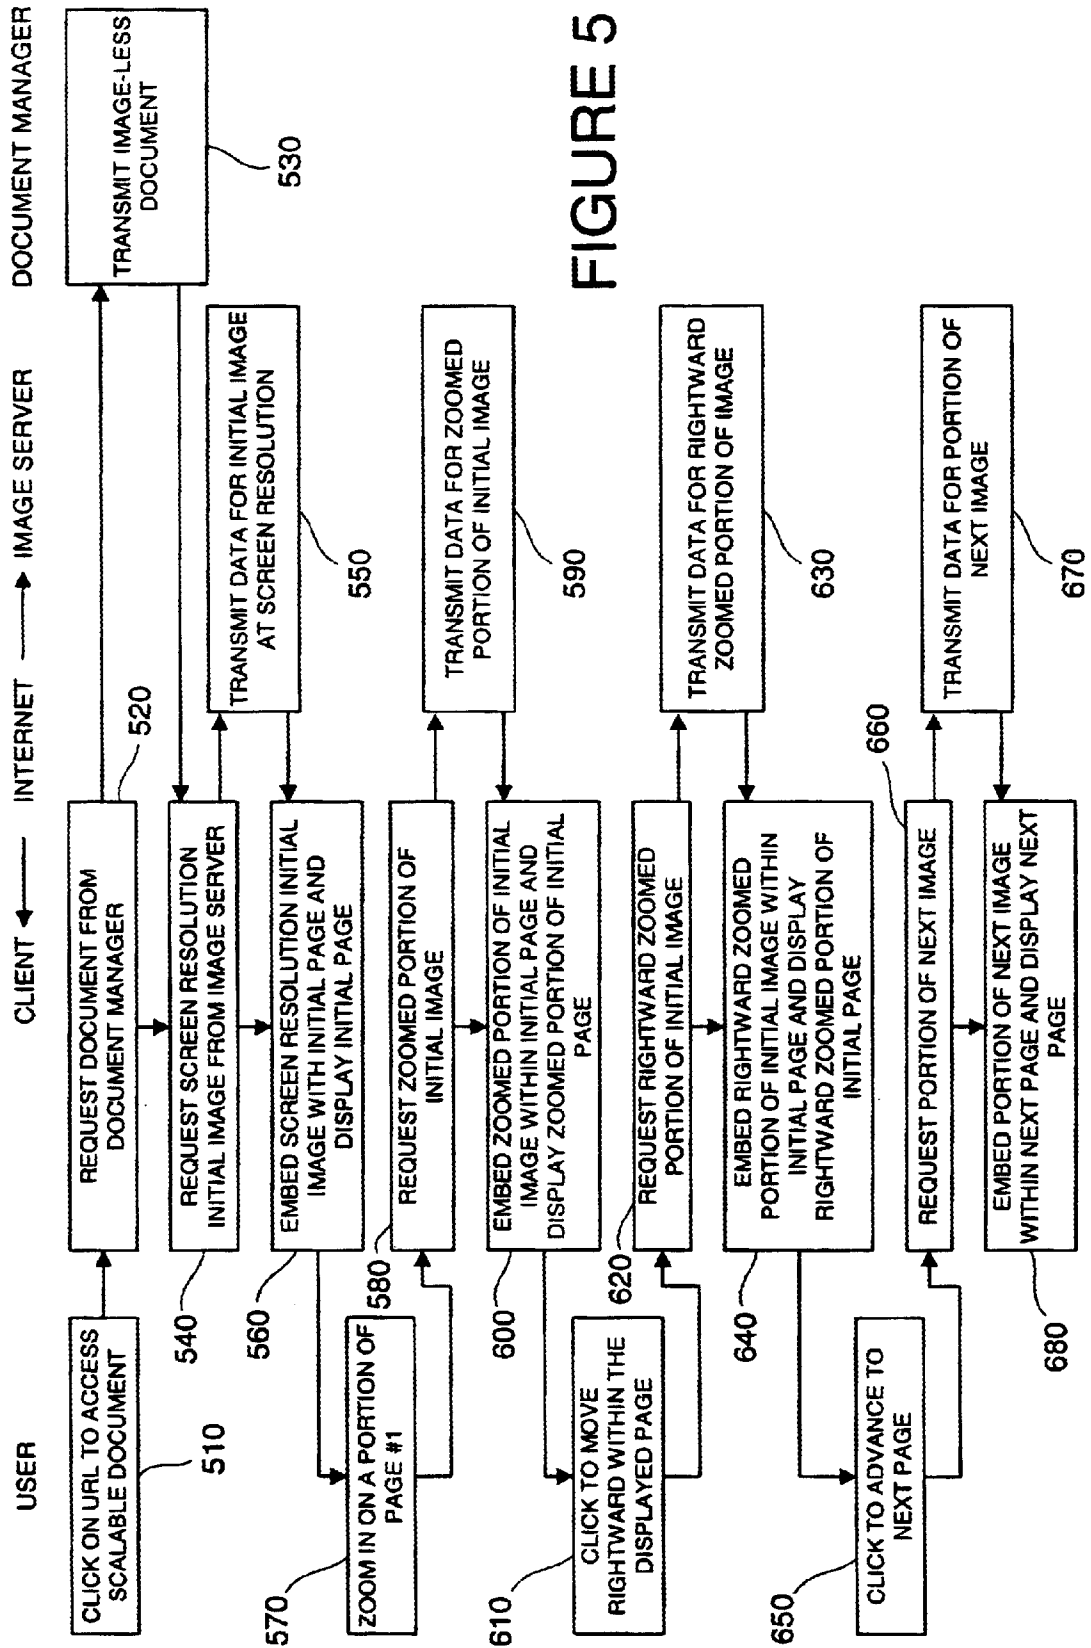 USER
CLIENT
INTERNET
IMAGE SERVER
DOCUMENT MANAGER
CLICK ON URL TO ACCESS
SCALABLE DOCUMENT
510
REQUEST DOCUMENT FROM
DOCUMENT MANAGER
520
TRANSMIT IMAGE-LESS
DOCUMENT
530
REQUEST SCREEN RESOLUTION
INITIAL IMAGE FROM IMAGE SERVER
540
TRANSMIT DATA FOR INITIAL IMAGE
AT SCREEN RESOLUTION
550
EMBED SCREEN RESOLUTION INITIAL
IMAGE WITH INITIAL PAGE AND
DISPLAY INITIAL PAGE
560
ZOOM IN ON A PORTION OF
PAGE #1
570
REQUEST ZOOMED PORTION OF
INITIAL IMAGE
580
TRANSMIT DATA FOR ZOOMED
PORTION OF INITIAL IMAGE
590
EMBED ZOOMED PORTION OF INITIAL
IMAGE WITHIN INITIAL PAGE AND
DISPLAY ZOOMED PORTION OF INITIAL
PAGE
600
CLICK TO MOVE
RIGHTWARD WITHIN THE
DISPLAYED PAGE
610
REQUEST RIGHTWARD ZOOMED
PORTION OF INITIAL IMAGE
620
TRANSMIT DATA FOR RIGHTWARD
ZOOMED PORTION OF IMAGE
630
EMBED RIGHTWARD ZOOMED
PORTION OF INITIAL IMAGE WITHIN
INITIAL PAGE AND DISPLAY
RIGHTWARD ZOOMED PORTION OF
INITIAL PAGE
640
CLICK TO ADVANCE TO
NEXT PAGE
650
REQUEST PORTION OF NEXT IMAGE
660
TRANSMIT DATA FOR PORTION OF
NEXT IMAGE
670
EMBED PORTION OF NEXT IMAGE
WITHIN NEXT PAGE AND DISPLAY NEXT
PAGE
680
FIGURE 5